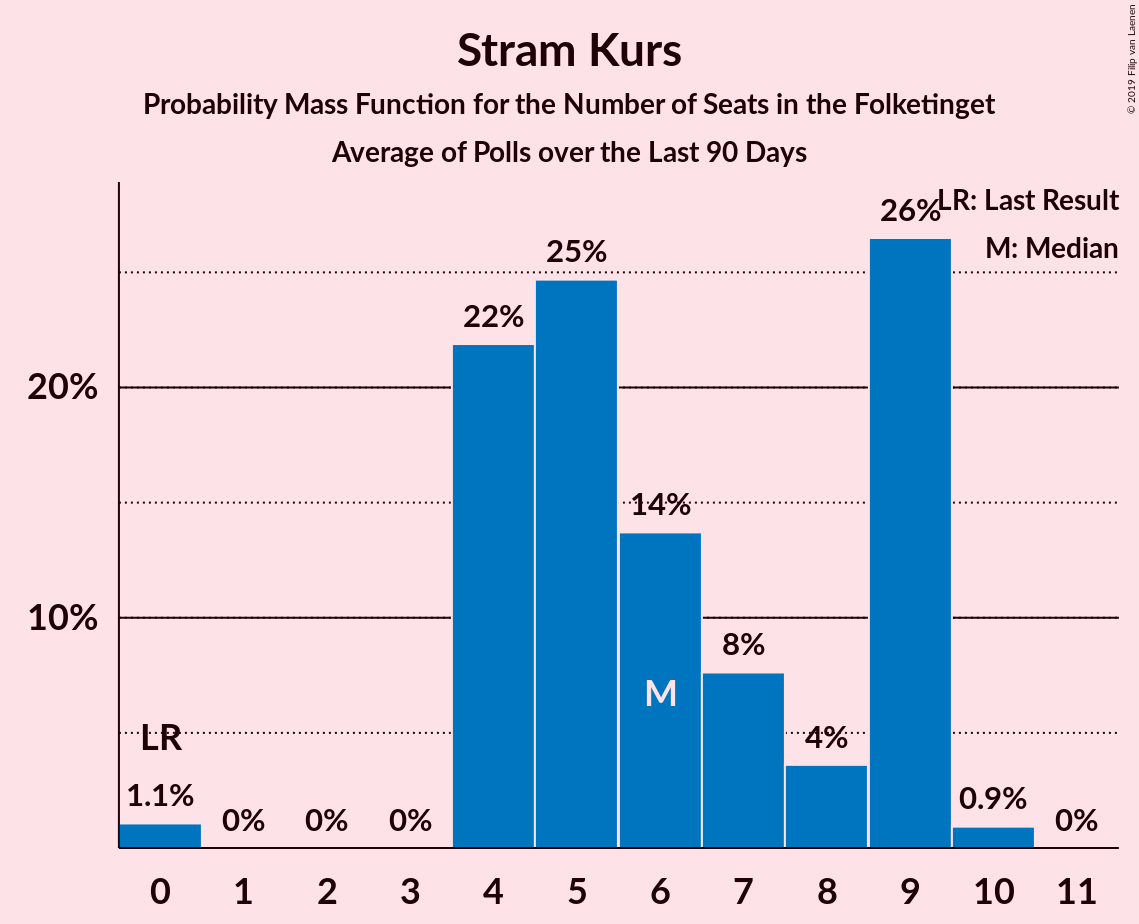 Stram Kurs
Probability Mass Function for the Number of Seats in the Folketinget
Average of Polls over the Last 90 Days
© 2019 Filip van Laenen
LR: Last Result
M: Median
26%
25%
22%
20%
14%
10%
8%
M
LR
4%
1.1%
0%
0%
0%
0.9%
0%
0 1 2 3 4 5 6 7 8 9 10 11